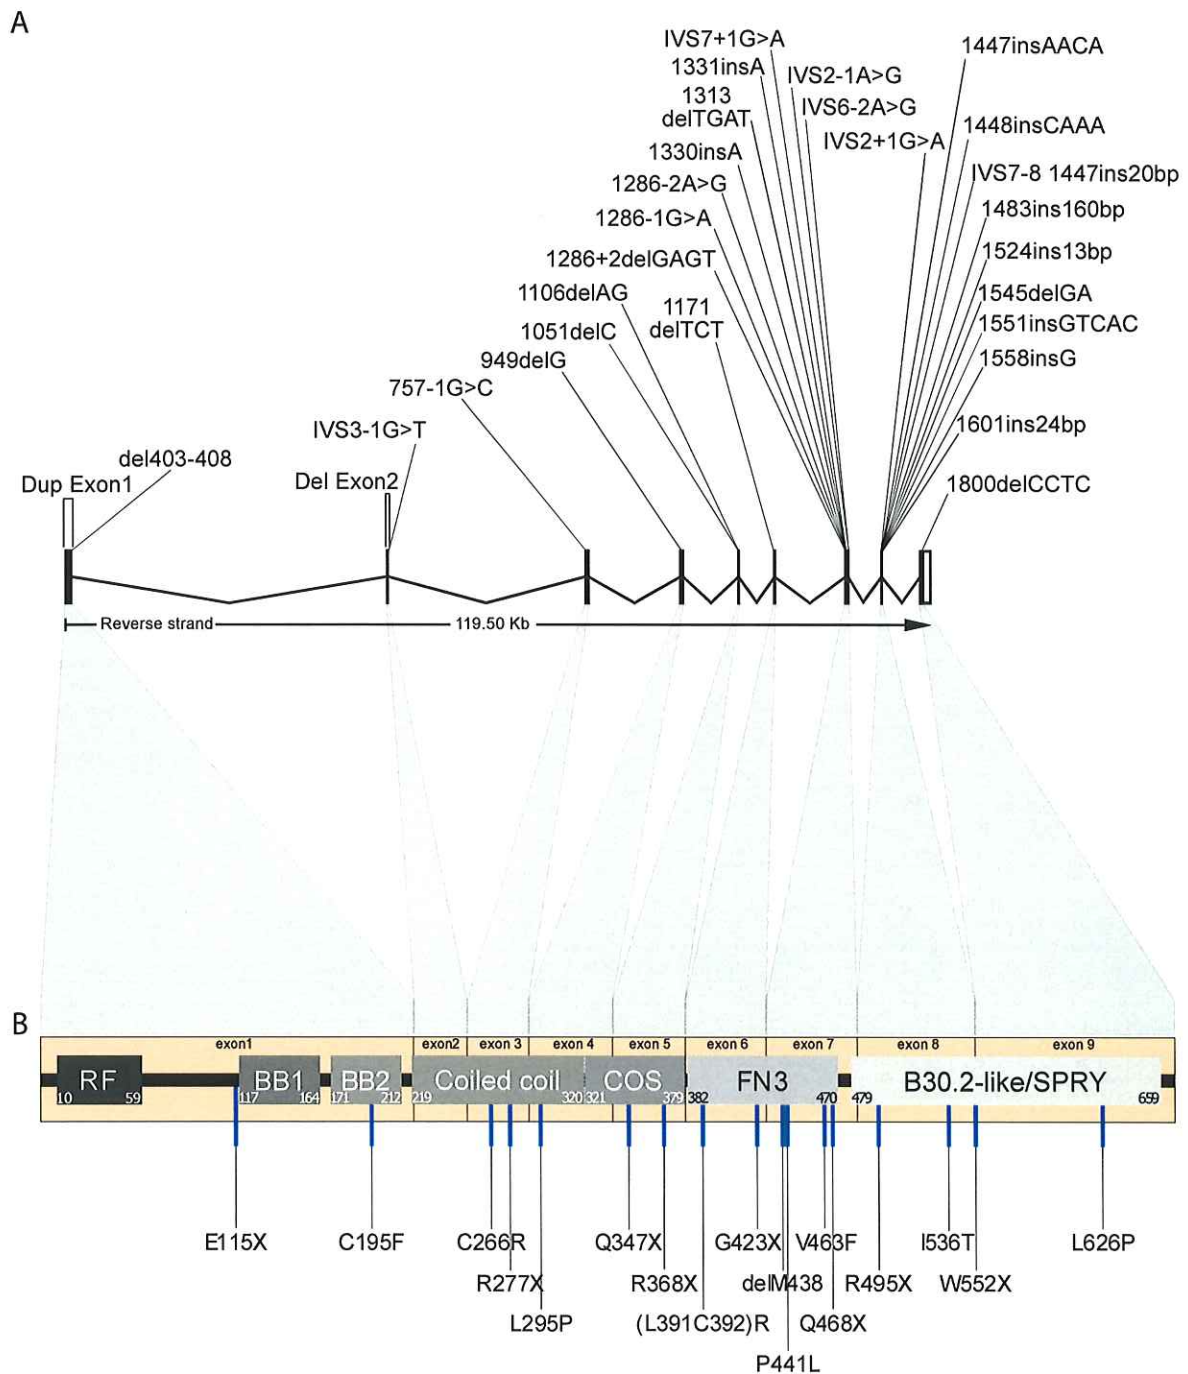 A
IVS7+1G>A
1331insA
1313
delTGAT
1330insA
1286-2A>G
1286-1G>A
1286+2delGAGT
1106delAG
1051delC
949delG
757-1G>C
IVS3-1G>T
1171
delTCT
IVS2-1A>G
IVS6-2A>G
IVS2+1G>A
1447insAACA
1448insCAAA
IVS7-8 1447ins20bp
1483ins160bp
1524ins13bp
1545delGA
1551insGTCAC
1558insG
1601ins24bp
1800delCCTC
del403-408
Dup Exon1
Del Exon2
Reverse strand
119.50 Kb
B
exon1 exon2 exon 3 exon 4 exon 5 exon 6 exon 7 exon 8 exon 9
RF BB1 BB2 Coiled coil COS FN3 B30.2-like/SPRY
10 59 117 164 171 212 219 320 321 379 382 470 479 659
E115X C195F C266R Q347X G423X V463F I536T L626P
R277X R368X delM438 R495X W552X
L295P (L391C392)R Q468X
P441L